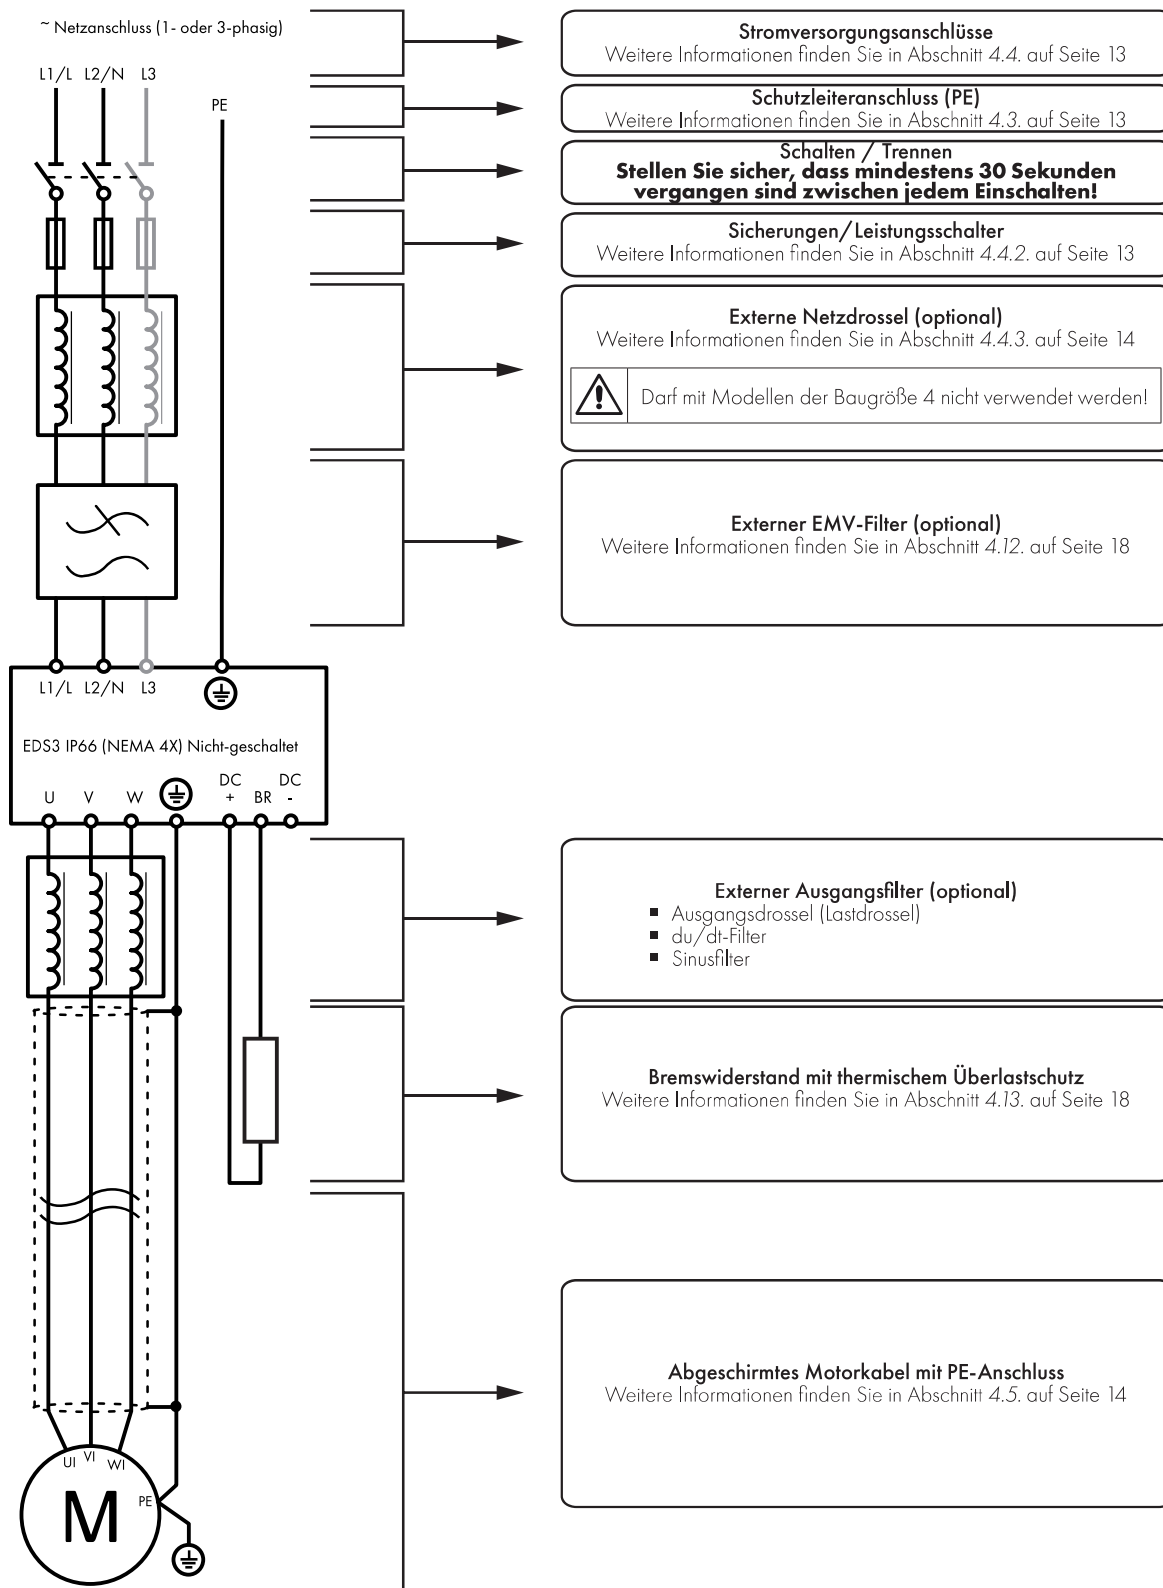 ~ Netzanschluss (1- oder 3-phasig)
L1/L L2/N L3
PE
Stromversorgungsanschlüsse
Weitere Informationen finden Sie in Abschnitt 4.4. auf Seite 13
Schutzleiteranschluss (PE)
Weitere Informationen finden Sie in Abschnitt 4.3. auf Seite 13
Schalten / Trennen
Stellen Sie sicher, dass mindestens 30 Sekunden
vergangen sind zwischen jedem Einschalten!
Sicherungen/Leistungsschalter
Weitere Informationen finden Sie in Abschnitt 4.4.2. auf Seite 13
Externe Netzdrossel (optional)
Weitere Informationen finden Sie in Abschnitt 4.4.3. auf Seite 14
Darf mit Modellen der Baugröße 4 nicht verwendet werden!
Externer EMV-Filter (optional)
Weitere Informationen finden Sie in Abschnitt 4.12. auf Seite 18
L1/L L2/N L3
EDS3 IP66 (NEMA 4X) Nicht-geschaltet
U V W DC + BR DC -
Externer Ausgangsfilter (optional)
▪ Ausgangsdrossel (Lastdrossel)
▪ du/dt-Filter
▪ Sinusfilter
Bremswiderstand mit thermischem Überlastschutz
Weitere Informationen finden Sie in Abschnitt 4.13. auf Seite 18
Abgeschirmtes Motorkabel mit PE-Anschluss
Weitere Informationen finden Sie in Abschnitt 4.5. auf Seite 14
UI VI WI
PE
M